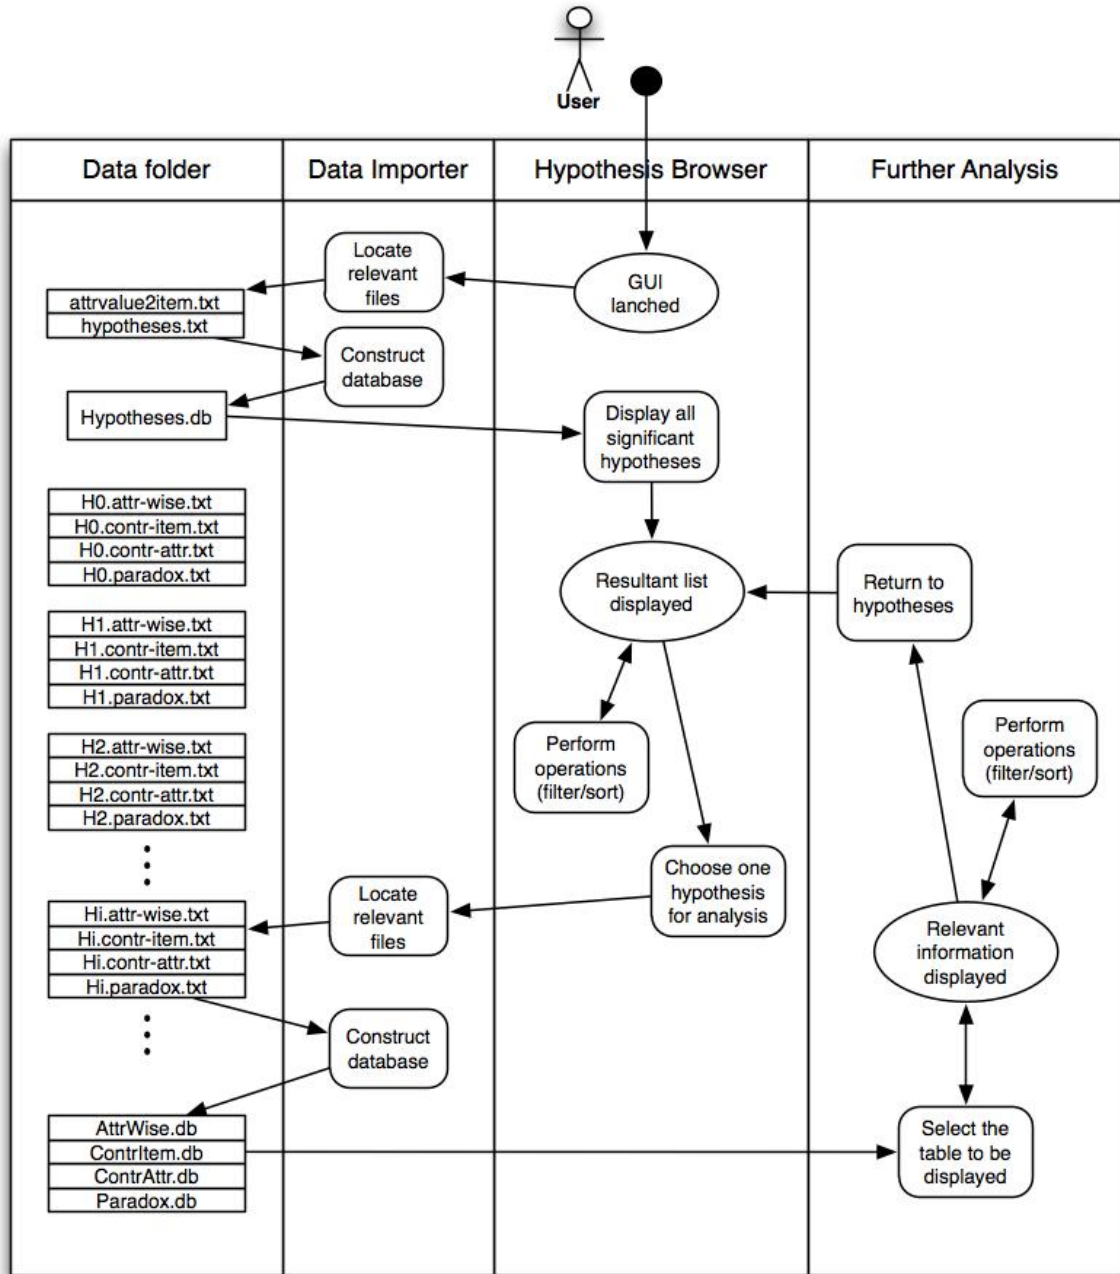 User
Data folder
Data Importer
Hypothesis Browser
Further Analysis
Locate
relevant
files
GUI
lanched
attrvalue2item.txt
hypotheses.txt
Construct
database
Hypotheses.db
Display all
significant
hypotheses
H0.attr-wise.txt
H0.contr-item.txt
H0.contr-attr.txt
H0.paradox.txt
Resultant list
displayed
Return to
hypotheses
H1.attr-wise.txt
H1.contr-item.txt
H1.contr-attr.txt
H1.paradox.txt
Perform
operations
(filter/sort)
Perform
operations
(filter/sort)
H2.attr-wise.txt
H2.contr-item.txt
H2.contr-attr.txt
H2.paradox.txt
Choose one
hypothesis
for analysis
Locate
relevant
files
Hi.attr-wise.txt
Hi.contr-item.txt
Hi.contr-attr.txt
Hi.paradox.txt
Relevant
information
displayed
Construct
database
AttrWise.db
ContrItem.db
ContrAttr.db
Paradox.db
Select the
table to be
displayed